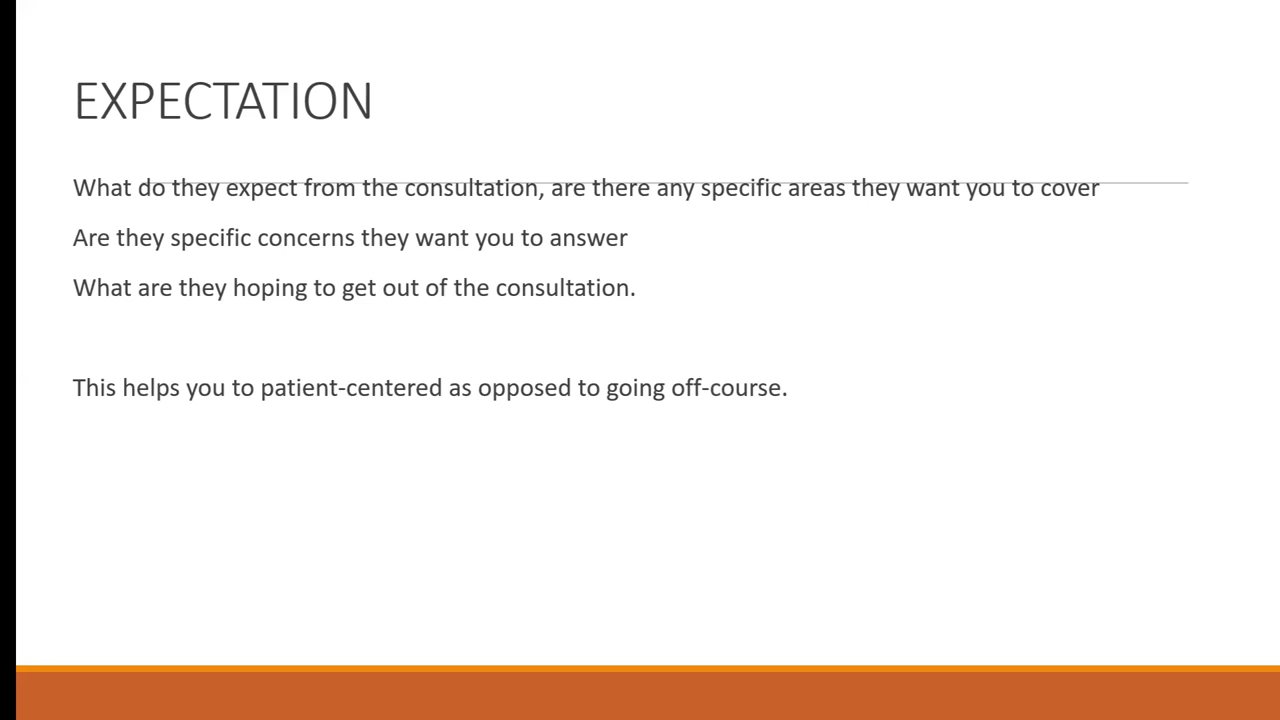 EXPECTATION
What do they expect from the consultation, are there any specific areas they want you to cover
Are they specific concerns they want you to answer
What are they hoping to get out of the consultation.
This helps you to patient-centered as opposed to going off-course.